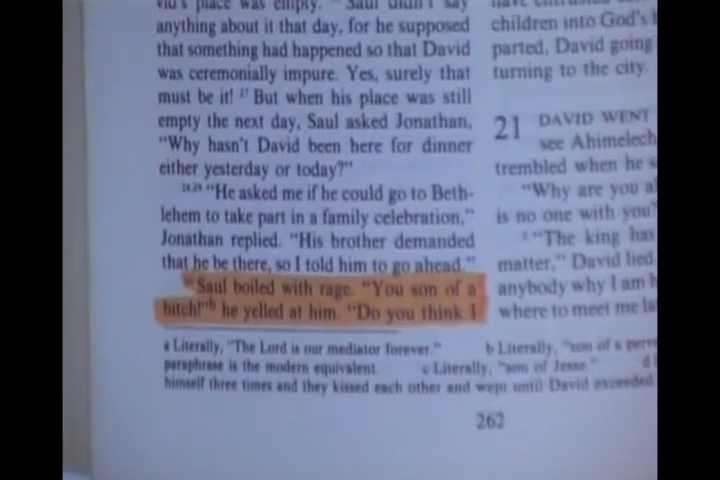 vid's place was empty. 26 Saul didn't say
anything about it that day, for he supposed
that something had happened so that David
was ceremonially impure. Yes, surely that
must be it! 27 But when his place was still
empty the next day, Saul asked Jonathan,
"Why hasn't David been here for dinner
either yesterday or today?"
28,29 "He asked me if he could go to Beth-
lehem to take part in a family celebration,"
Jonathan replied. "His brother demanded
that he be there, so I told him to go ahead."
30 Saul boiled with rage. "You son of a
bitch!"b he yelled at him. "Do you think I
children into God's
parted, David going
turning to the city.
21 DAVID WENT
see Ahimelech
trembled when he
"Why are you
is no one with you
2 "The king has
matter," David lied
anybody why I am
where to meet me
a Literally, "The Lord is our mediator forever." b Literally, "son of a
paraphrase is the modern equivalent. c Literally, "son of Jesse." d
himself three times and they kissed each other and wept until David exceeded
262